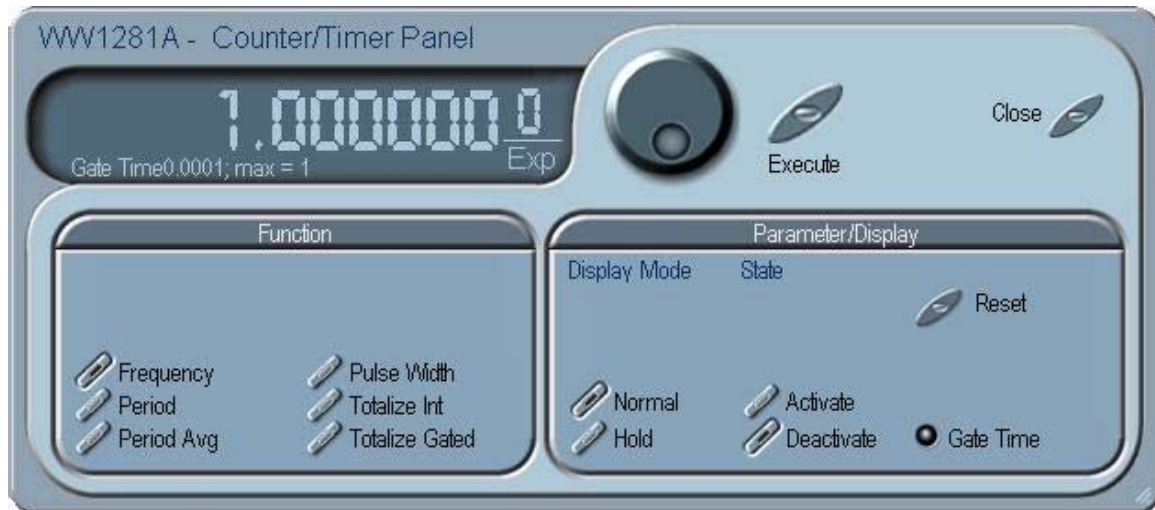 WW1281A - Counter/Timer Panel
1.000000 0
Exp
Gate Time0.0001; max = 1
Execute
Close
Function
Frequency
Period
Period Avg
Pulse Width
Totalize Int
Totalize Gated
Parameter/Display
Display Mode
Normal
Hold
State
Activate
Deactivate
Reset
Gate Time